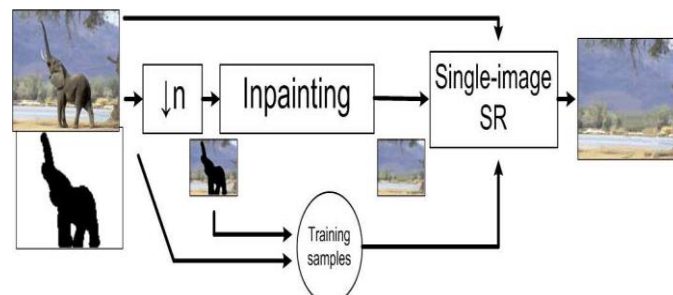 ↓n
Inpainting
Single-image
SR
Training
samples